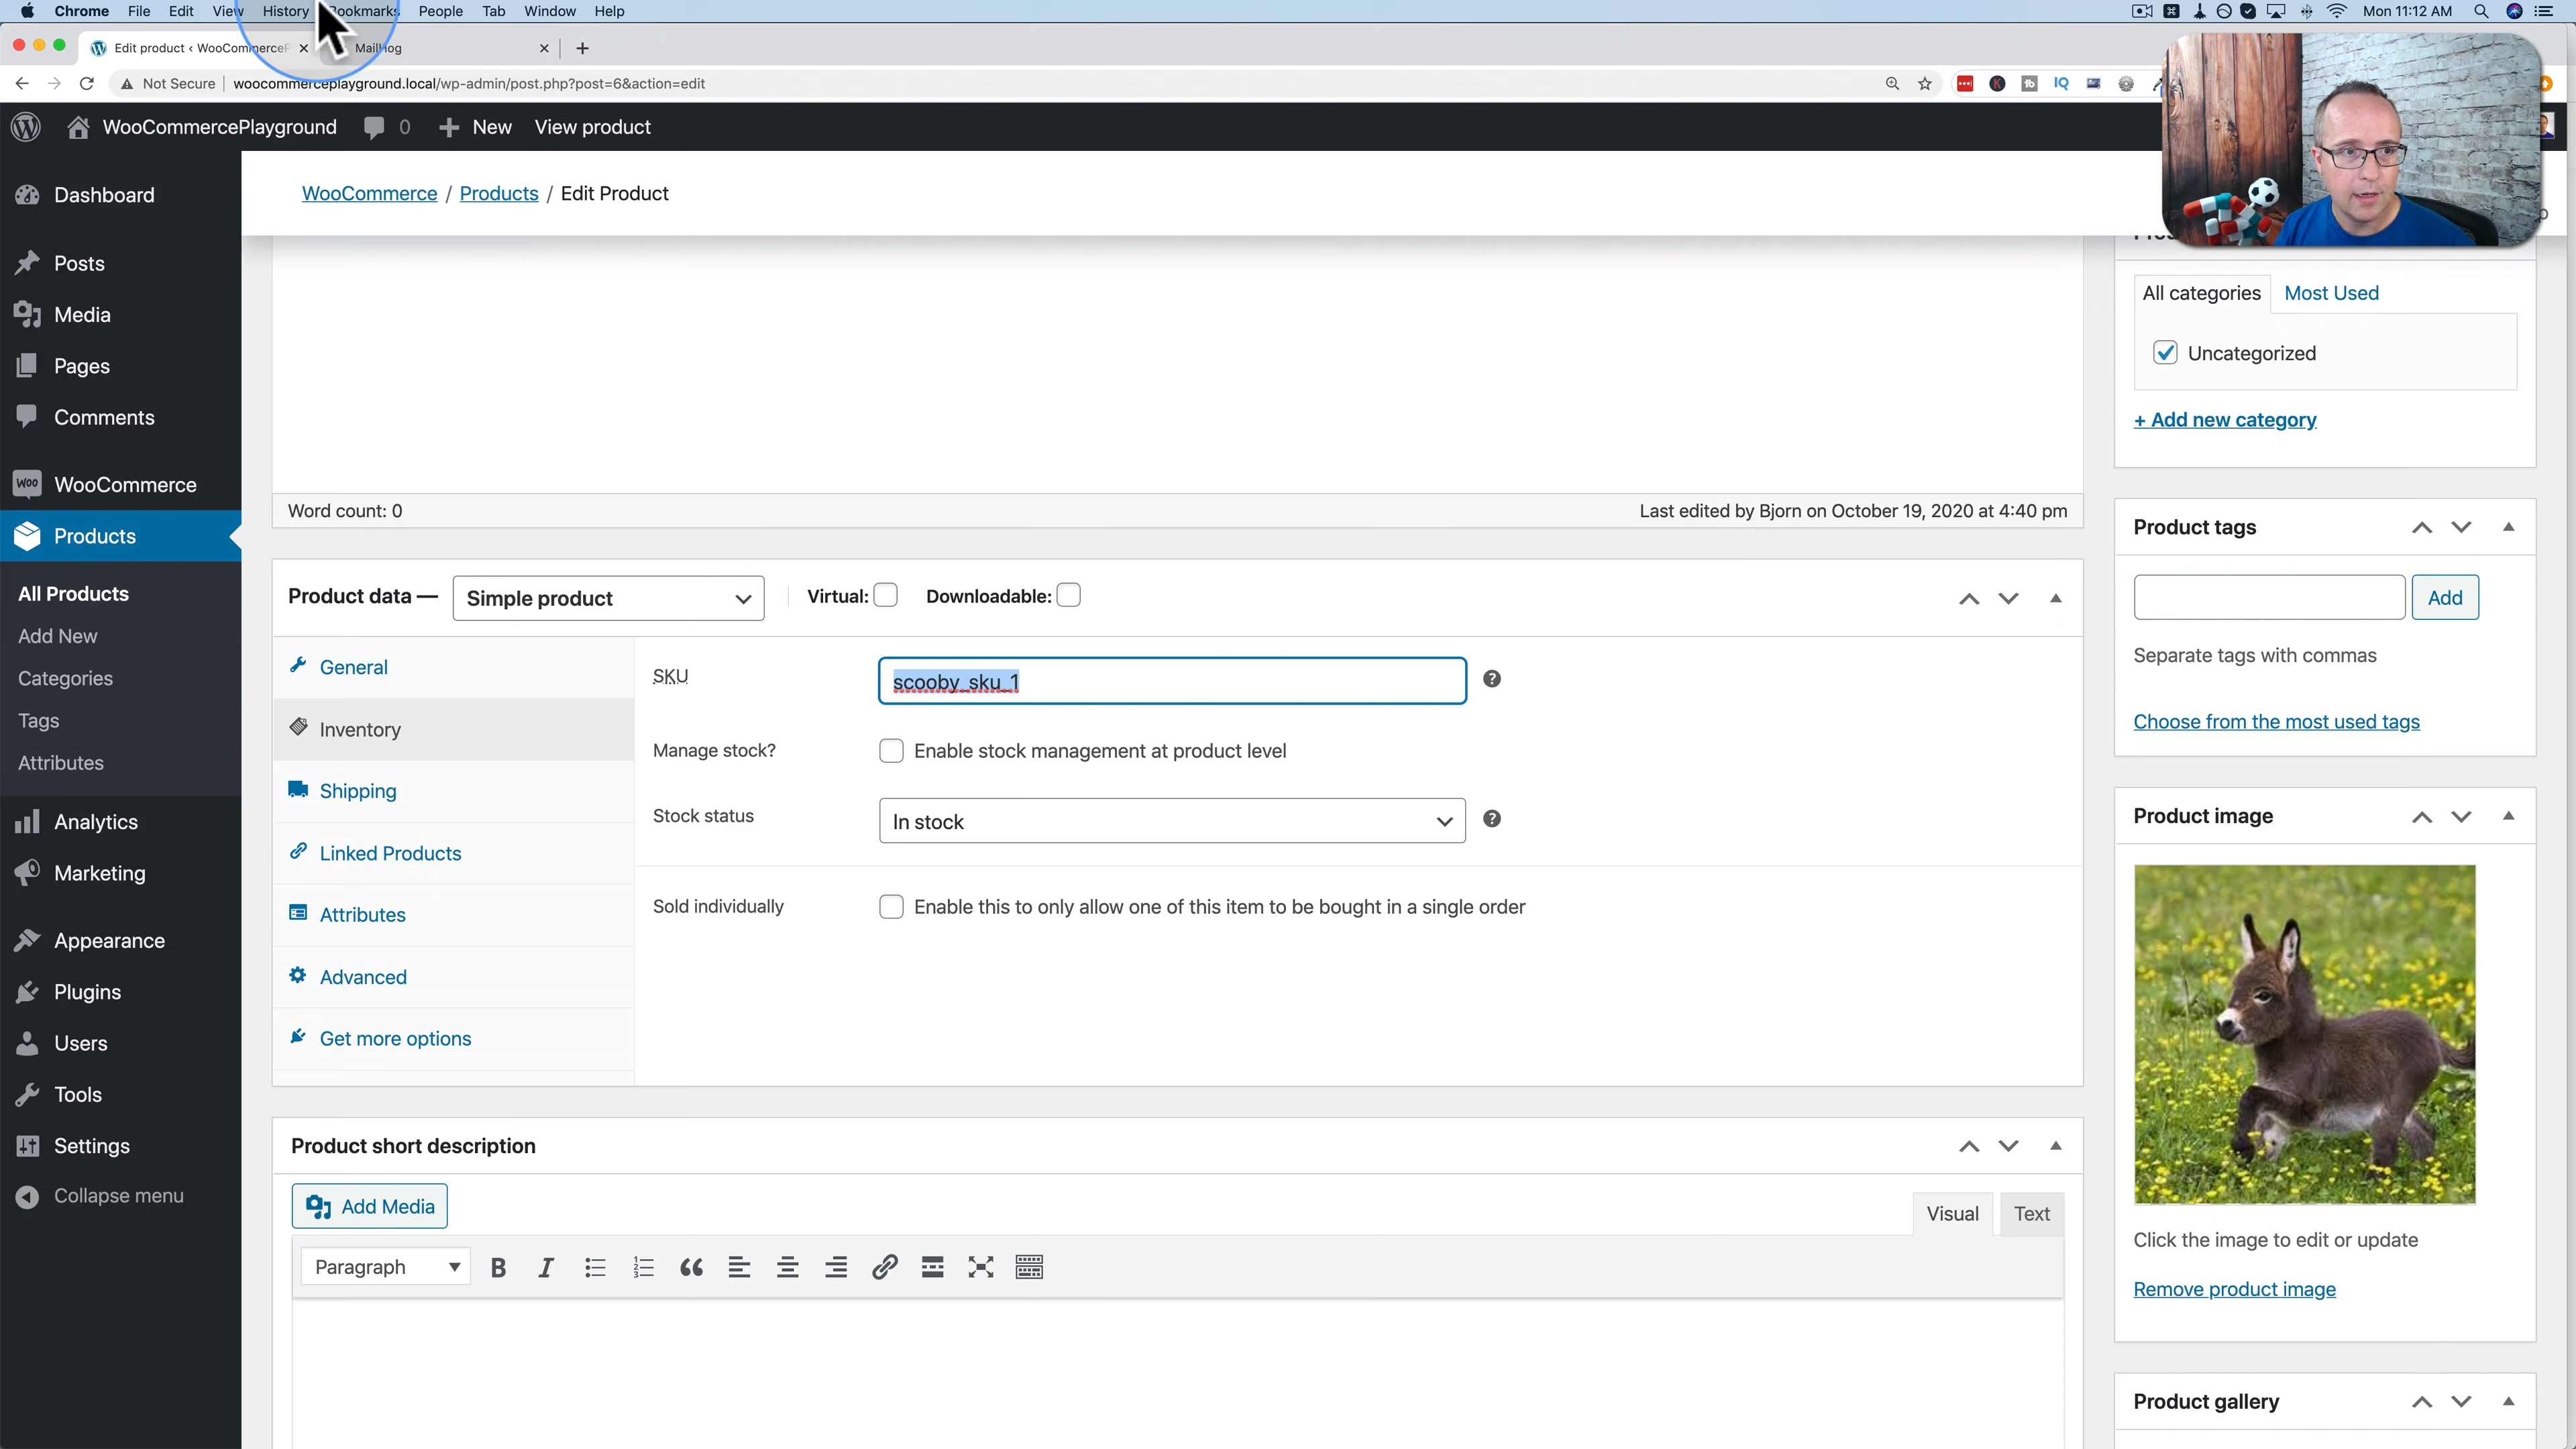 Chrome File Edit View History Bookmarks People Tab Window Help Mon 11:12 AM
Edit product ‹ WooCommerceP MailHog
Not Secure woocommerceplayground.local/wp-admin/post.php?post=6&action=edit
WooCommercePlayground 0 New View product
Dashboard
Posts
Media
Pages
Comments
WooCommerce
Products
All Products
Add New
Categories
Tags
Attributes
Analytics
Marketing
Appearance
Plugins
Users
Tools
Settings
Collapse menu
WooCommerce / Products / Edit Product
Word count: 0 Last edited by Bjorn on October 19, 2020 at 4:40 pm
Product data — Simple product Virtual: Downloadable:
General
Inventory
Shipping
Linked Products
Attributes
Advanced
Get more options
SKU scooby_sku_1
Manage stock? Enable stock management at product level
Stock status In stock
Sold individually Enable this to only allow one of this item to be bought in a single order
Product short description
Add Media Visual Text
Paragraph
All categories Most Used
Uncategorized
+ Add new category
Product tags
Add
Separate tags with commas
Choose from the most used tags
Product image
Click the image to edit or update
Remove product image
Product gallery